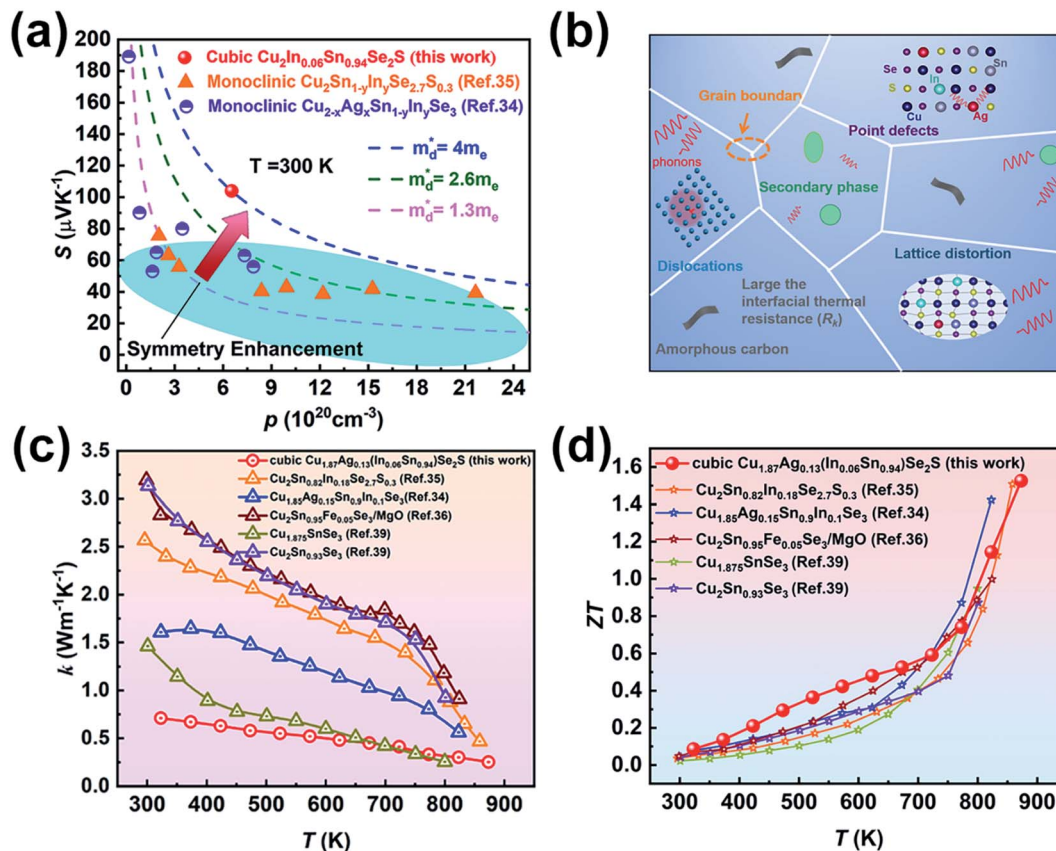 (a)
200
180
160
140
120
100
80
60
40
20
0
S (μVK⁻¹)
Cubic Cu₂In₀.₀₆Sn₀.₉₄Se₂S (this work)
Monoclinic Cu₂Sn₁₋yInySe₂.₇S₀.₃ (Ref.35)
Monoclinic Cu₂₋ₓAgₓSn₁₋yInySe₃ (Ref.34)
T =300 K
m*d= 4mₑ
m*d= 2.6mₑ
m*d= 1.3mₑ
Symmetry Enhancement
0 3 6 9 12 15 18 21 24
p (10²⁰cm⁻³)
(b)
Grain boundary
phonons
Dislocations
Secondary phase
Se
S
In
Sn
Cu
Ag
Point defects
Lattice distortion
Large the
interfacial thermal
resistance (Rₖ)
Amorphous carbon
(c)
3.5
3.0
2.5
2.0
1.5
1.0
0.5
0.0
k (Wm⁻¹K⁻¹)
cubic Cu₁.₈₇Ag₀.₁₃(In₀.₀₆Sn₀.₉₄)Se₂S (this work)
Cu₂Sn₀.₈₂In₀.₁₈Se₂.₇S₀.₃ (Ref.35)
Cu₁.₈₅Ag₀.₁₅Sn₀.₉In₀.₁Se₃(Ref.34)
Cu₂Sn₀.₉₅Fe₀.₀₅Se₃/MgO (Ref.36)
Cu₁.₈₇₅SnSe₃ (Ref.39)
Cu₂Sn₀.₉₃Se₃ (Ref.39)
300 400 500 600 700 800 900
T (K)
(d)
1.6
1.4
1.2
1.0
0.8
0.6
0.4
0.2
0.0
ZT
cubic Cu₁.₈₇Ag₀.₁₃(In₀.₀₆Sn₀.₉₄)Se₂S (this work)
Cu₂Sn₀.₈₂In₀.₁₈Se₂.₇S₀.₃ (Ref.35)
Cu₁.₈₅Ag₀.₁₅Sn₀.₉In₀.₁Se₃ (Ref.34)
Cu₂Sn₀.₉₅Fe₀.₀₅Se₃/MgO (Ref.36)
Cu₁.₈₇₅SnSe₃ (Ref.39)
Cu₂Sn₀.₉₃Se₃ (Ref.39)
300 400 500 600 700 800 900
T (K)